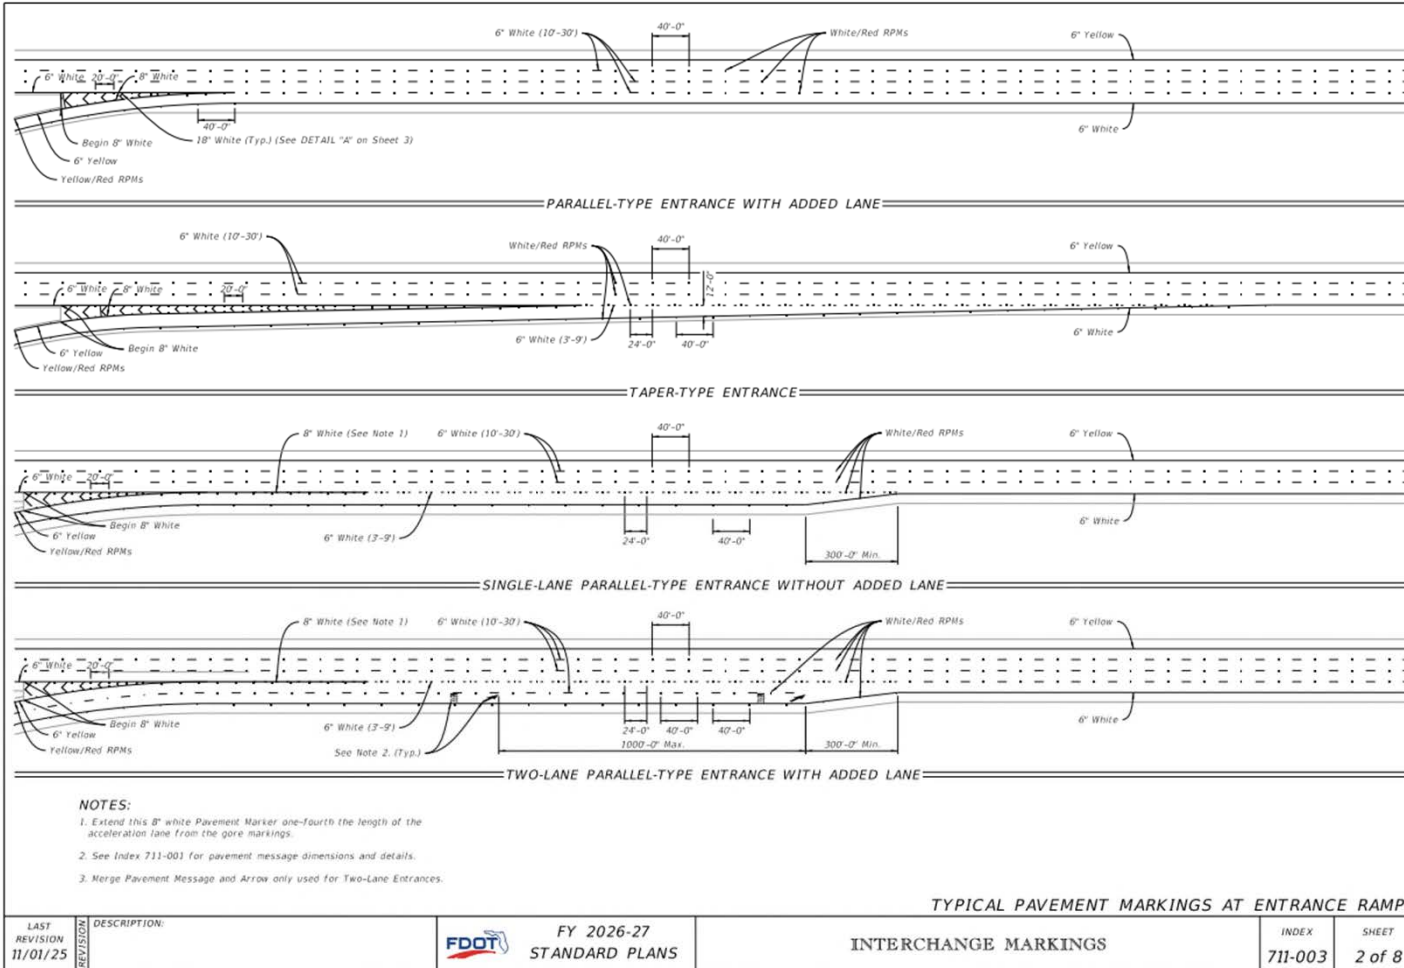 40'-0"
6" White (10'-30')
White/Red RPMs
6" Yellow
6" White
20'-0"
8" White
40'-0"
18" White (Typ.) (See DETAIL "A" on Sheet 3)
6" White
Begin 8" White
6" Yellow
Yellow/Red RPMs
PARALLEL-TYPE ENTRANCE WITH ADDED LANE
6" White (10'-30')
White/Red RPMs
40'-0"
6" Yellow
12'-0"
6" White
8" White
20'-0"
6" White (3'-9')
24'-0"
40'-0"
6" White
Begin 8" White
6" Yellow
Yellow/Red RPMs
TAPER-TYPE ENTRANCE
8" White (See Note 1)
6" White (10'-30')
40'-0"
White/Red RPMs
6" Yellow
6" White
20'-0"
Begin 8" White
6" Yellow
Yellow/Red RPMs
6" White (3'-9')
24'-0"
40'-0"
300'-0" Min.
6" White
SINGLE-LANE PARALLEL-TYPE ENTRANCE WITHOUT ADDED LANE
8" White (See Note 1)
6" White (10'-30')
40'-0"
White/Red RPMs
6" Yellow
6" White
20'-0"
Begin 8" White
6" Yellow
Yellow/Red RPMs
6" White (3'-9')
See Note 2. (Typ.)
24'-0"
40'-0"
40'-0"
1000'-0" Max.
300'-0" Min.
6" White
TWO-LANE PARALLEL-TYPE ENTRANCE WITH ADDED LANE
NOTES:
1. Extend this 8" white Pavement Marker one-fourth the length of the
acceleration lane from the gore markings.
2. See Index 711-001 for pavement message dimensions and details.
3. Merge Pavement Message and Arrow only used for Two-Lane Entrances.
TYPICAL PAVEMENT MARKINGS AT ENTRANCE RAMP
LAST
REVISION
11/01/25
REVISION
DESCRIPTION:
FDOT
FY 2026-27
STANDARD PLANS
INTERCHANGE MARKINGS
INDEX
711-003
SHEET
2 of 8